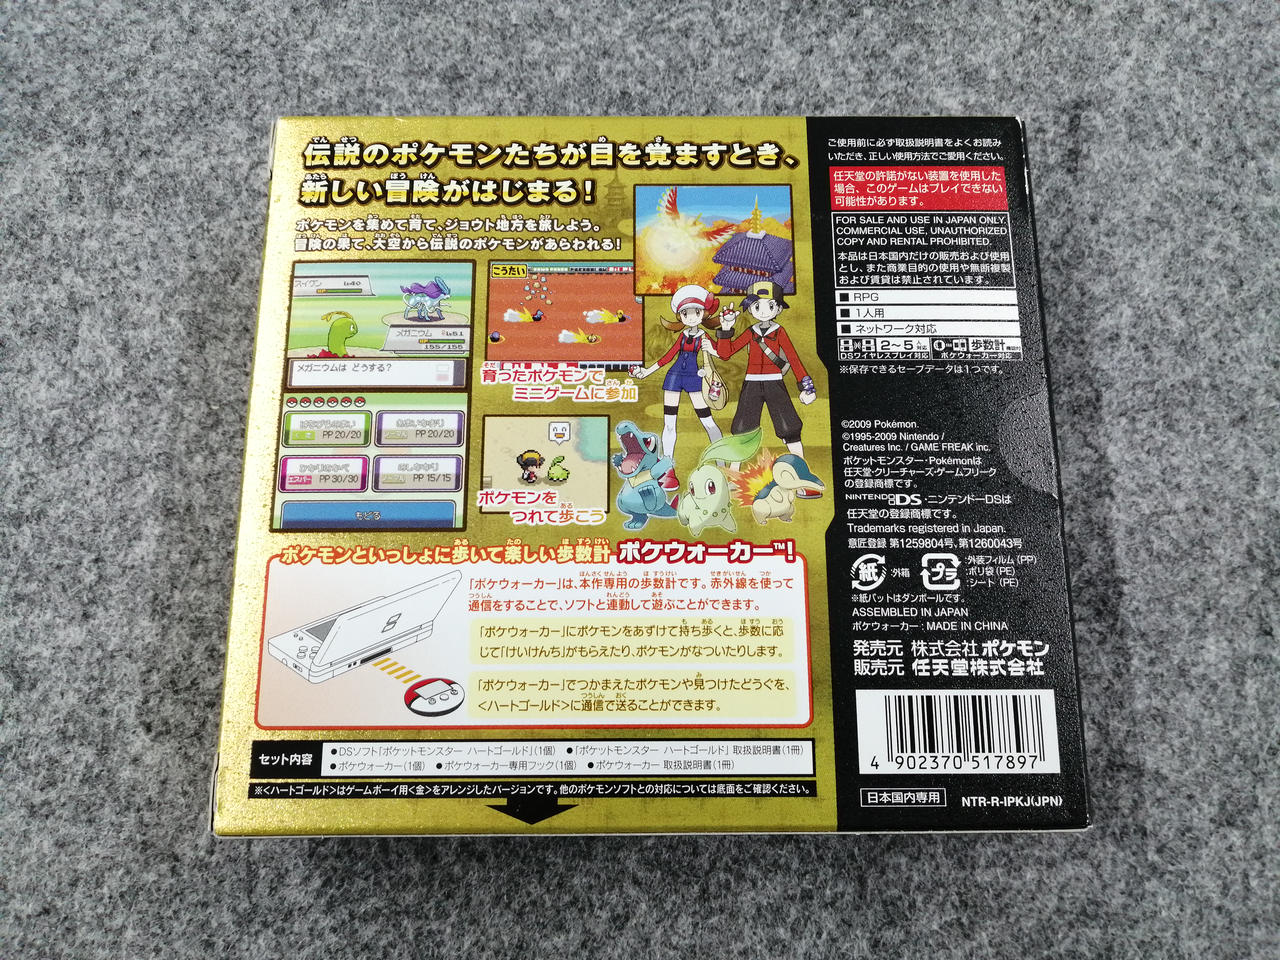 伝説のポケモンたちが目を覚ますとき、
新しい冒険がはじまる！
ポケモンを集めて育て、ジョウト地方を旅しよう。
冒険の果て、大空から伝説のポケモンがあらわれる！
スイクン Lv40
HP
メガニウム Lv51
HP
155/155
メガニウムは どうする？
PP 20/20
PP 20/20
エスパー PP 30/30
PP 15/15
もどる
こうたい
育ったポケモンで
ミニゲームに参加
ポケモンを
つれて歩こう
ポケモンといっしょに歩いて楽しい歩数計 ポケウォーカー™！
「ポケウォーカー」は、本作専用の歩数計です。赤外線を使って
通信をすることで、ソフトと連動して遊ぶことができます。
「ポケウォーカー」にポケモンをあずけて持ち歩くと、歩数に応
じて「けいけんち」がもらえたり、ポケモンがなついたりします。
「ポケウォーカー」でつかまえたポケモンや見つけたどうぐを、
<ハートゴールド>に通信で送ることができます。
セット内容
●DSソフト「ポケットモンスター ハートゴールド」(1個) ●「ポケットモンスター ハートゴールド」取扱説明書(1冊)
●ポケウォーカー(1個) ●ポケウォーカー専用フック(1個) ●ポケウォーカー 取扱説明書(1冊)
※<ハートゴールド>はゲームボーイ用<金>をアレンジしたバージョンです。他のポケモンソフトとの対応については底面をご確認ください。
ご使用前に必ず取扱説明書をよくお読み
いただき、正しい使用方法でご愛用ください。
任天堂の許諾がない装置を使用した
場合、このゲームはプレイできない
可能性があります。
FOR SALE AND USE IN JAPAN ONLY.
COMMERCIAL USE, UNAUTHORIZED
COPY AND RENTAL PROHIBITED.
本品は日本国内だけの販売および使用
とし、また商業目的の使用や無断複製
および賃貸は禁止されています。
■RPG
■1人用
■ネットワーク対応
2～5人対応
DSワイヤレスプレイ対応
歩数計機能付
ポケウォーカー対応
※保存できるセーブデータは1つです。
©2009 Pokémon.
©1995-2009 Nintendo /
Creatures Inc. / GAME FREAK inc.
ポケットモンスター・Pokémonは
任天堂・クリーチャーズ・ゲームフリーク
の登録商標です。
NINTENDO DS・ニンテンドーDSは
任天堂の登録商標です。
Trademarks registered in Japan.
意匠登録 第1259804号、第1260043号
紙 :外箱
プラ :外装フィルム (PP)
:ポリ袋 (PE)
:シート (PE)
※紙パットはダンボールです。
ASSEMBLED IN JAPAN
ポケウォーカー：MADE IN CHINA
発売元 株式会社 ポケモン
販売元 任天堂株式会社
4 902370 517897
日本国内専用
NTR-R-IPKJ(JPN)